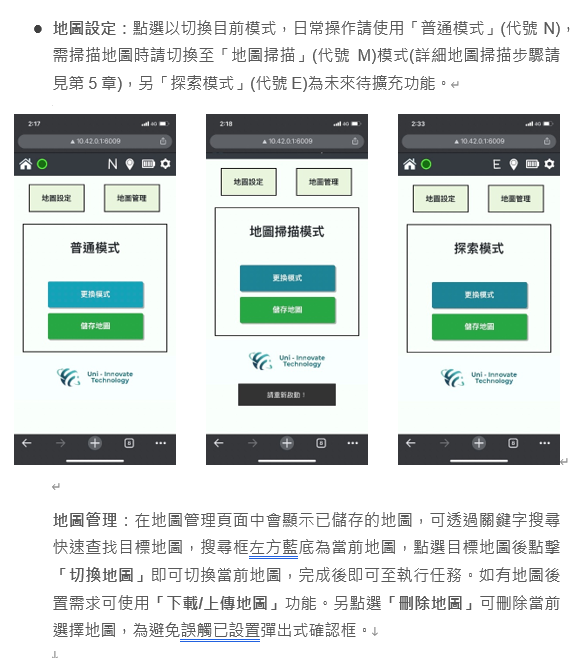 ● 地圖設定：點選以切換目前模式，日常操作請使用「普通模式」(代號 N)，
需掃描地圖時請切換至「地圖掃描」(代號 M)模式(詳細地圖掃描步驟請
見第 5 章)，另「探索模式」(代號 E)為未來待擴充功能。↵
2:17
4G
10.42.0.1:6009
N
地圖設定
地圖管理
普通模式
更換模式
儲存地圖
Uni - Innovate
Technology
2:18
4G
10.42.0.1:6009
地圖設定
地圖管理
地圖掃描模式
更換模式
儲存地圖
Uni - Innovate
Technology
請重新啟動！
2:33
4G
10.42.0.1:6009
E
地圖設定
地圖管理
探索模式
更換模式
儲存地圖
Uni - Innovate
Technology
地圖管理：在地圖管理頁面中會顯示已儲存的地圖，可透過關鍵字搜尋
快速查找目標地圖，搜尋框左方藍底為當前地圖，點選目標地圖後點擊
「切換地圖」即可切換當前地圖，完成後即可至執行任務。如有地圖後
置需求可使用「下載/上傳地圖」功能。另點選「刪除地圖」可刪除當前
選擇地圖，為避免誤觸已設置彈出式確認框。↓